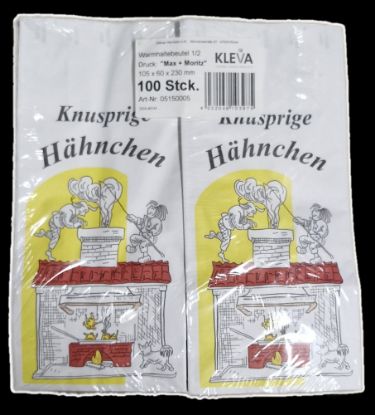 Warmhaltebeutel 1/2
Druck: "Max + Moritz"
105 x 60 x 230 mm
100 Stck.
Art-Nr. 05150005
KLEVA
Knusprige
Hähnchen
Knusprige
Hähnchen